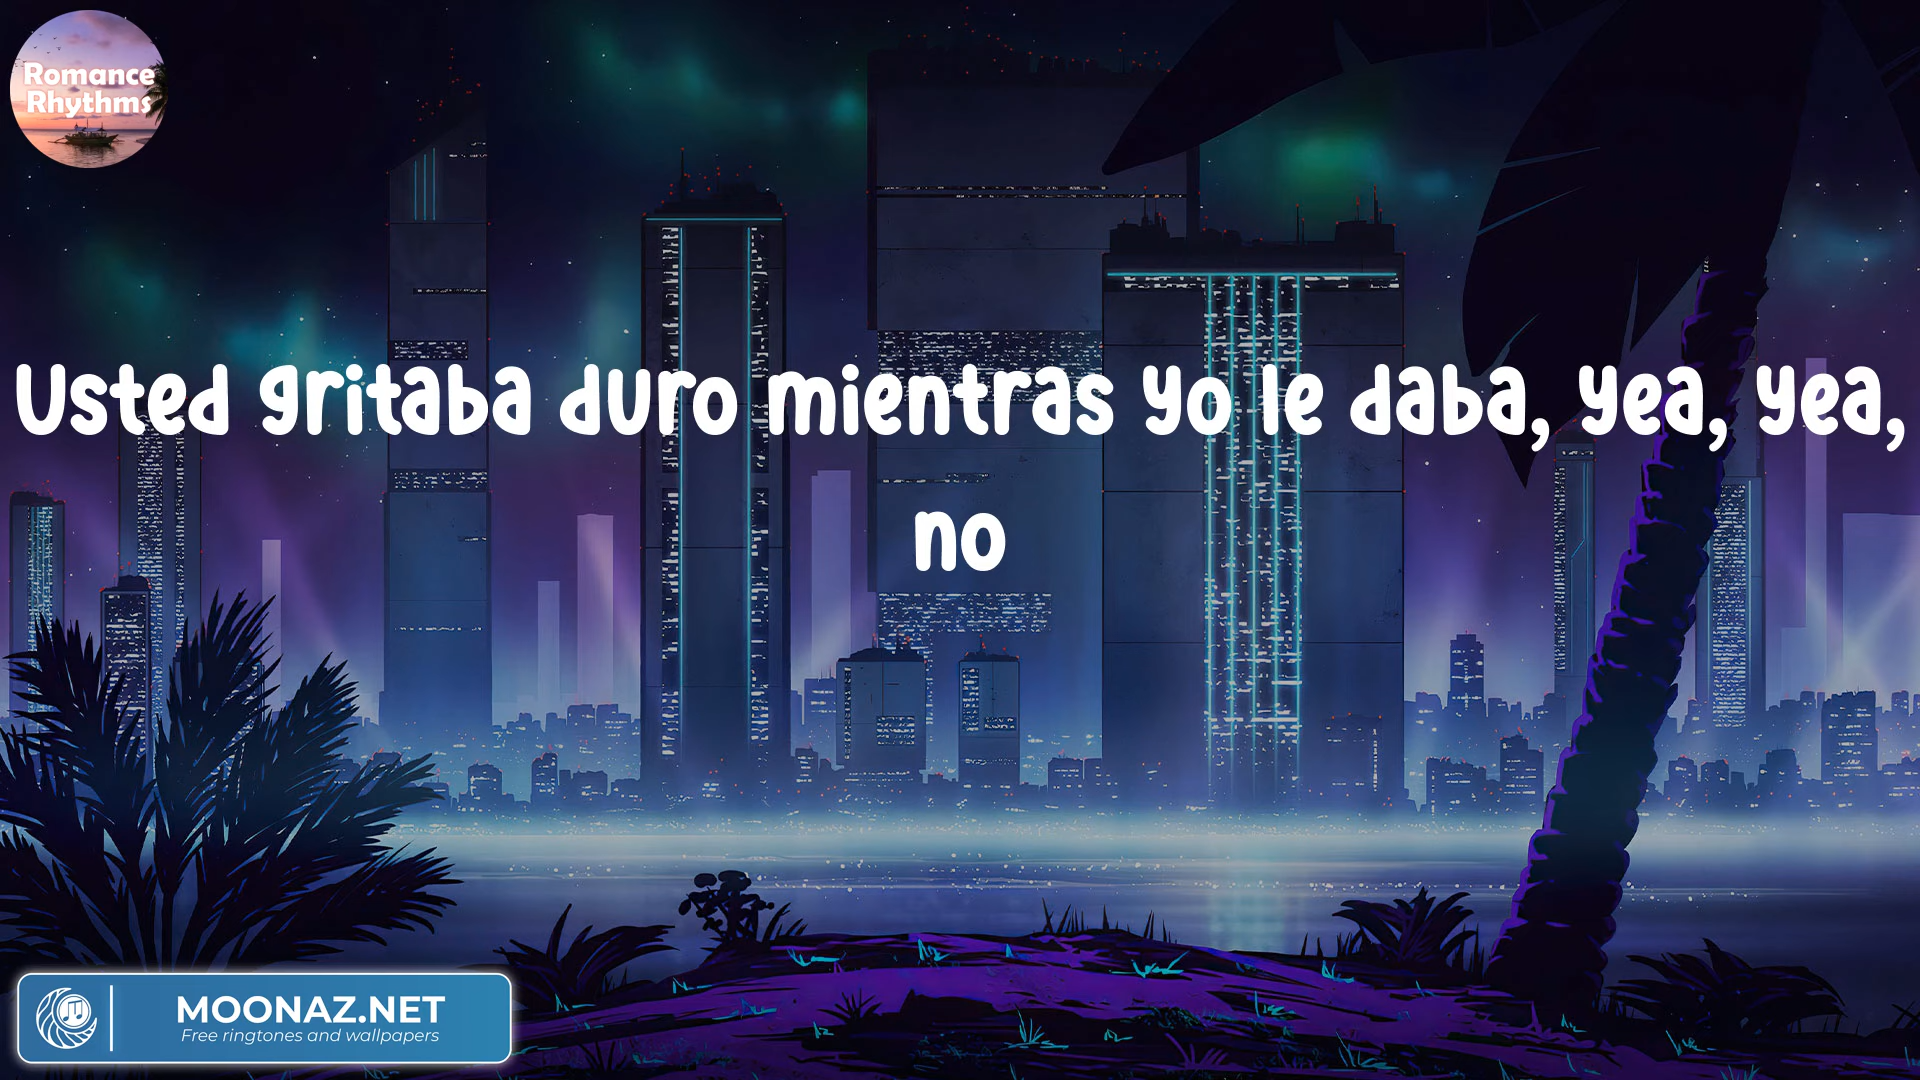 Romance
Rhythms
Usted gritaba duro mientras yo le daba, yea, yea,
no
MOONAZ.NET
Free ringtones and wallpapers